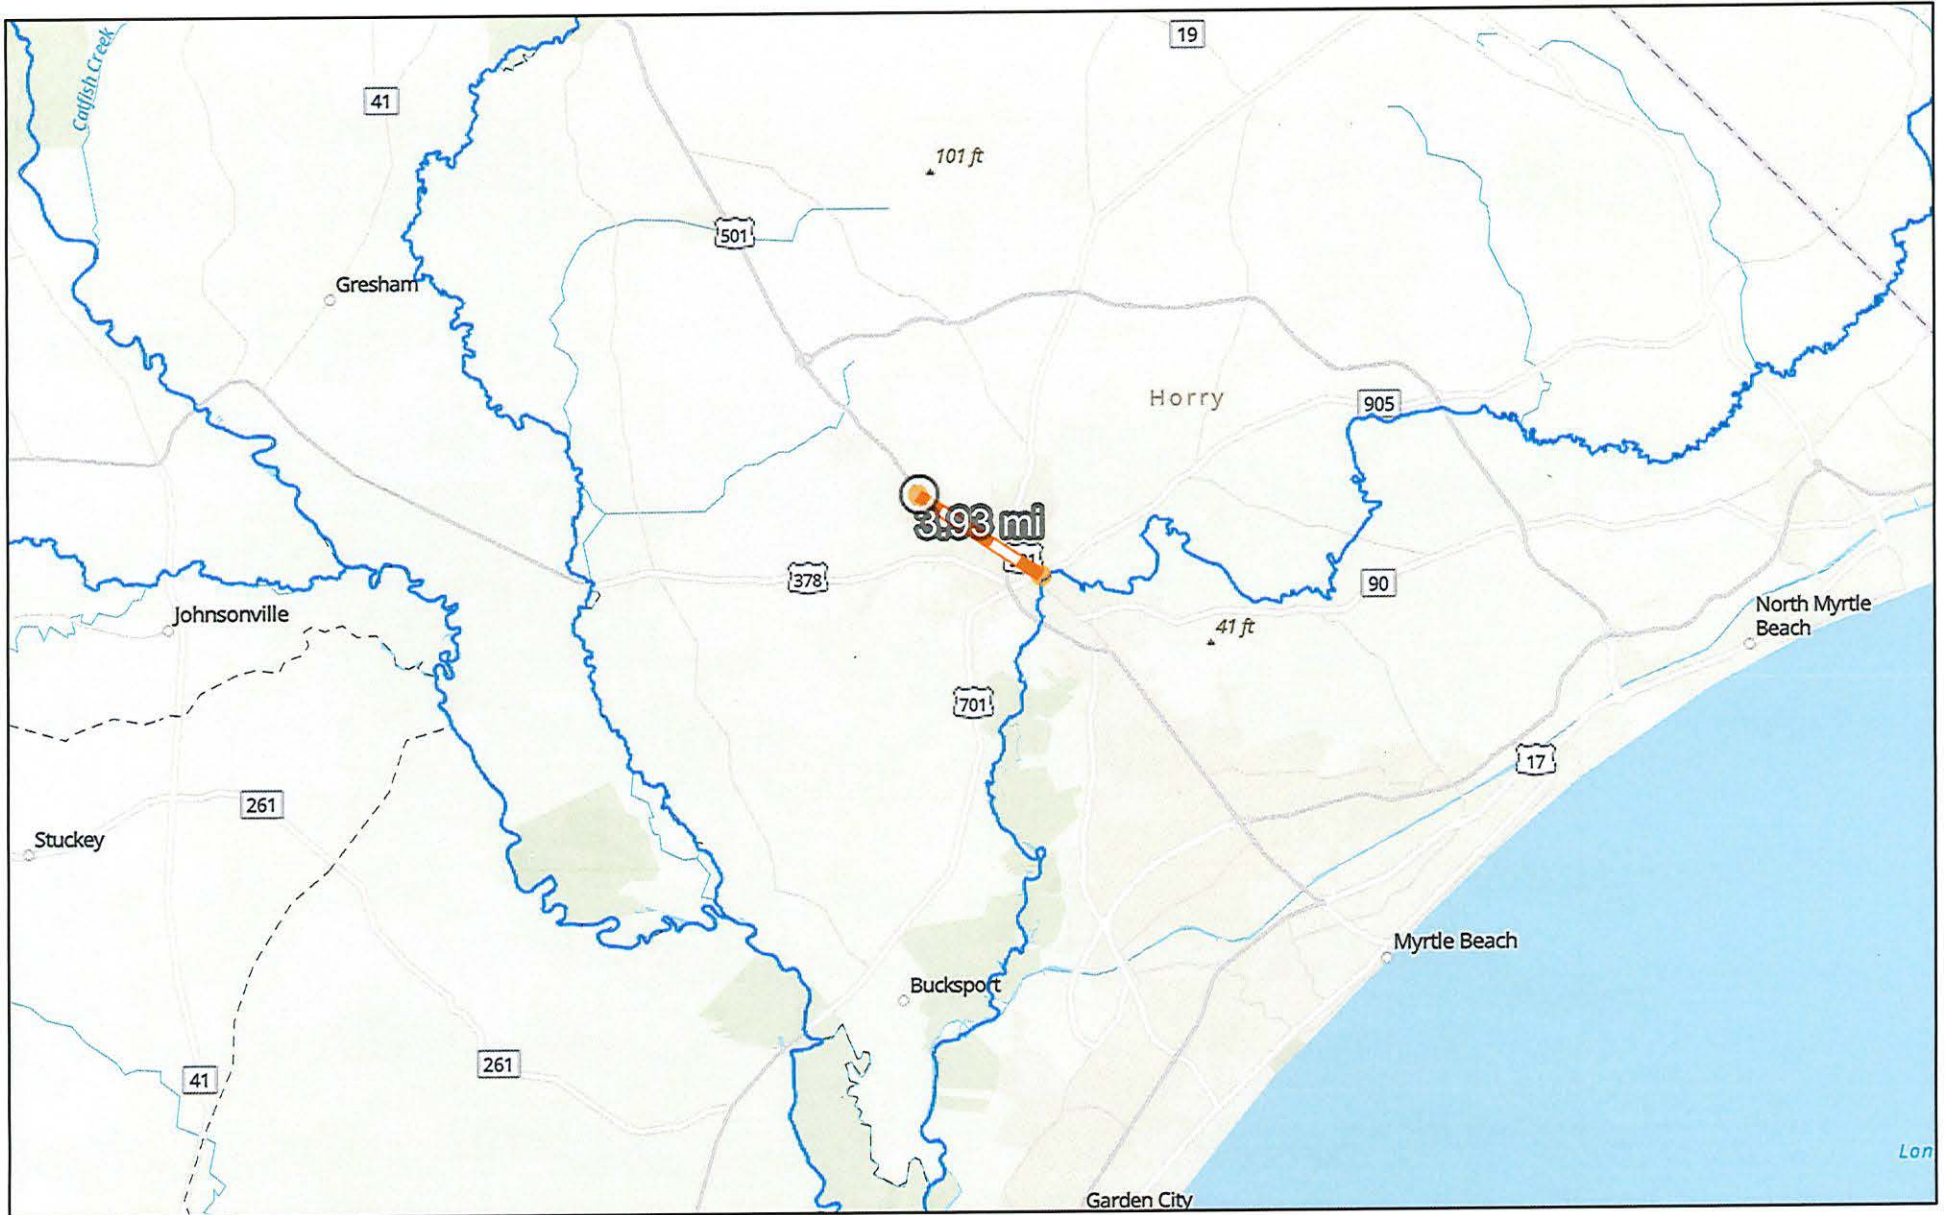 Catfish Creek
19
41
101 ft
501
Gresham
Horry
905
3.93 mi
378
90
Johnsonville
North Myrtle
Beach
41 ft
701
17
261
Stuckey
Myrtle Beach
Bucksport
261
41
Lon
Garden City